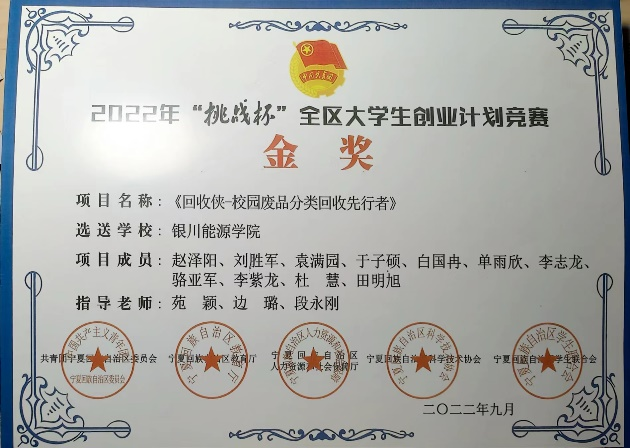 2022年“挑战杯”全区大学生创业计划竞赛
金奖
项目名称：《回收侠-校园废品分类回收先行者》
选送学校：银川能源学院
项目成员：赵泽阳、刘胜军、袁满园、于子硕、白国冉、单雨欣、李志龙、
骆亚军、李紫龙、杜　慧、田明旭
指导老师：苑　颖、边　璐、段永刚
共青团宁夏回族自治区委员会
宁夏回族自治区教育厅
宁夏回族自治区
人力资源和社会保障厅
宁夏回族自治区科学技术协会
宁夏回族自治区学生联合会
二〇二二年九月